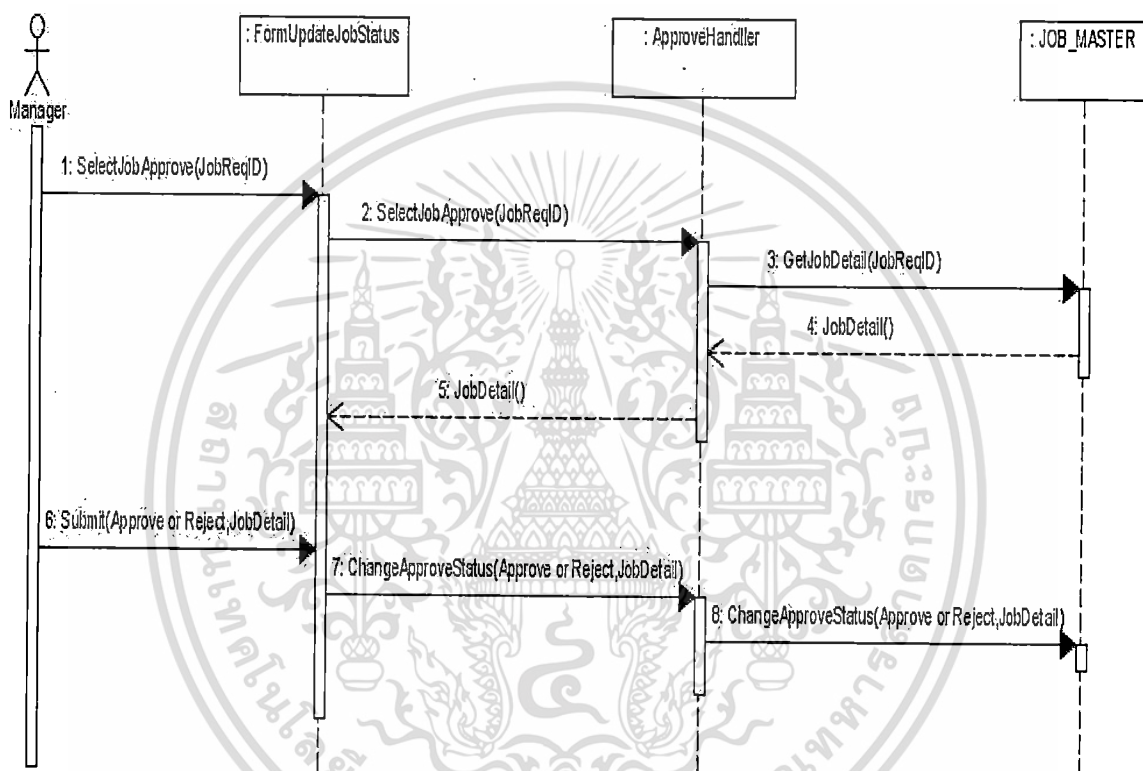 : FormUpdateJobStatus
: ApproveHandller
: JOB_MASTER
Manager
1: SelectJobApprove(JobReqID)
2: SelectJobApprove(JobReqID)
3: GetJobDetail(JobReqID)
4: JobDetail()
5: JobDetail()
6: Submit(Approve or Reject,JobDetail)
7: ChangeApproveStatus(Approve or Reject,JobDetail)
8: ChangeApproveStatus(Approve or Reject,JobDetail)